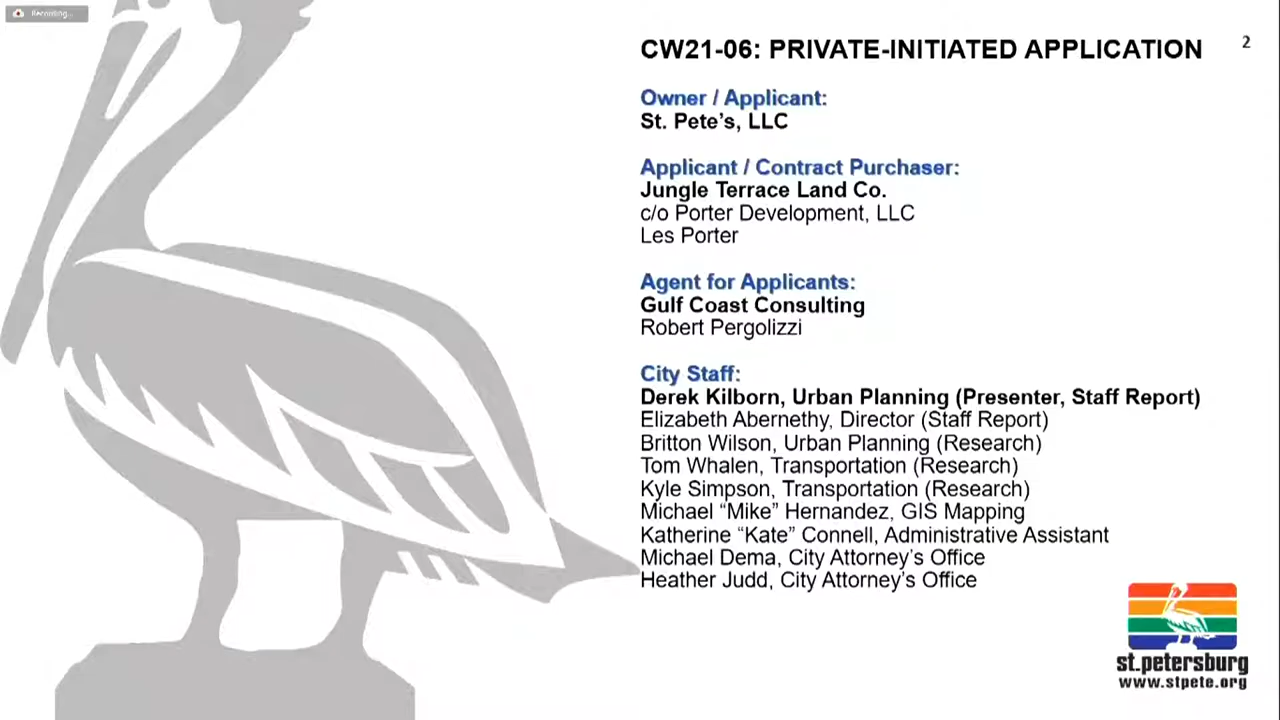 Recording...
CW21-06: PRIVATE-INITIATED APPLICATION
2
Owner / Applicant:
St. Pete's, LLC
Applicant / Contract Purchaser:
Jungle Terrace Land Co.
c/o Porter Development, LLC
Les Porter
Agent for Applicants:
Gulf Coast Consulting
Robert Pergolizzi
City Staff:
Derek Kilborn, Urban Planning (Presenter, Staff Report)
Elizabeth Abernethy, Director (Staff Report)
Britton Wilson, Urban Planning (Research)
Tom Whalen, Transportation (Research)
Kyle Simpson, Transportation (Research)
Michael “Mike” Hernandez, GIS Mapping
Katherine “Kate” Connell, Administrative Assistant
Michael Dema, City Attorney’s Office
Heather Judd, City Attorney’s Office
st.petersburg
www.stpete.org